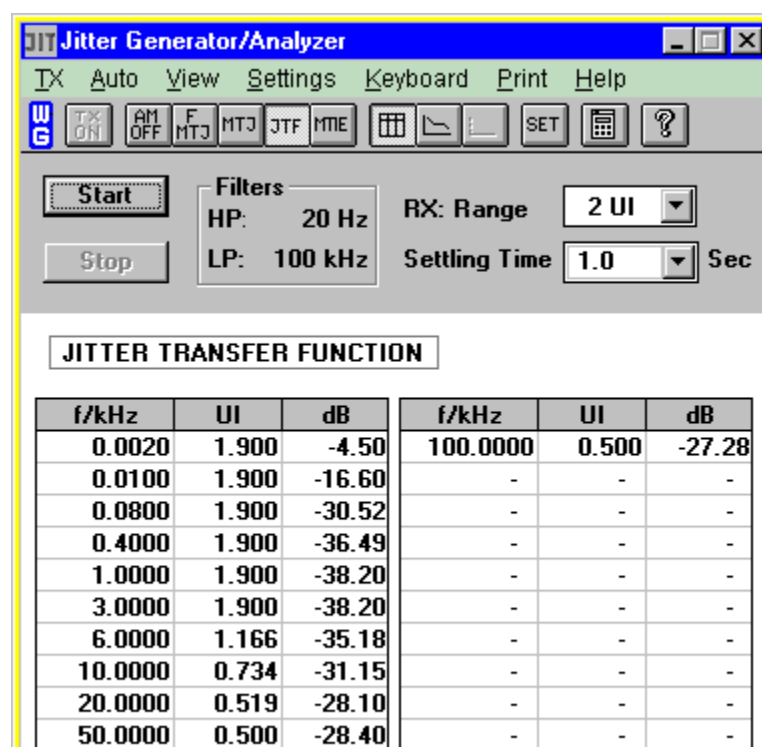 JIT Jitter Generator/Analyzer
TX Auto View Settings Keyboard Print Help
W G TX ON AM OFF F MTJ MTJ JTF MTIE SET ?
Start
Stop
Filters
HP: 20 Hz
LP: 100 kHz
RX: Range 2 UI
Settling Time 1.0 Sec
JITTER TRANSFER FUNCTION
f/kHz UI dB f/kHz UI dB
0.0020 1.900 -4.50 100.0000 0.500 -27.28
0.0100 1.900 -16.60 - - -
0.0800 1.900 -30.52 - - -
0.4000 1.900 -36.49 - - -
1.0000 1.900 -38.20 - - -
3.0000 1.900 -38.20 - - -
6.0000 1.166 -35.18 - - -
10.0000 0.734 -31.15 - - -
20.0000 0.519 -28.10 - - -
50.0000 0.500 -28.40 - - -